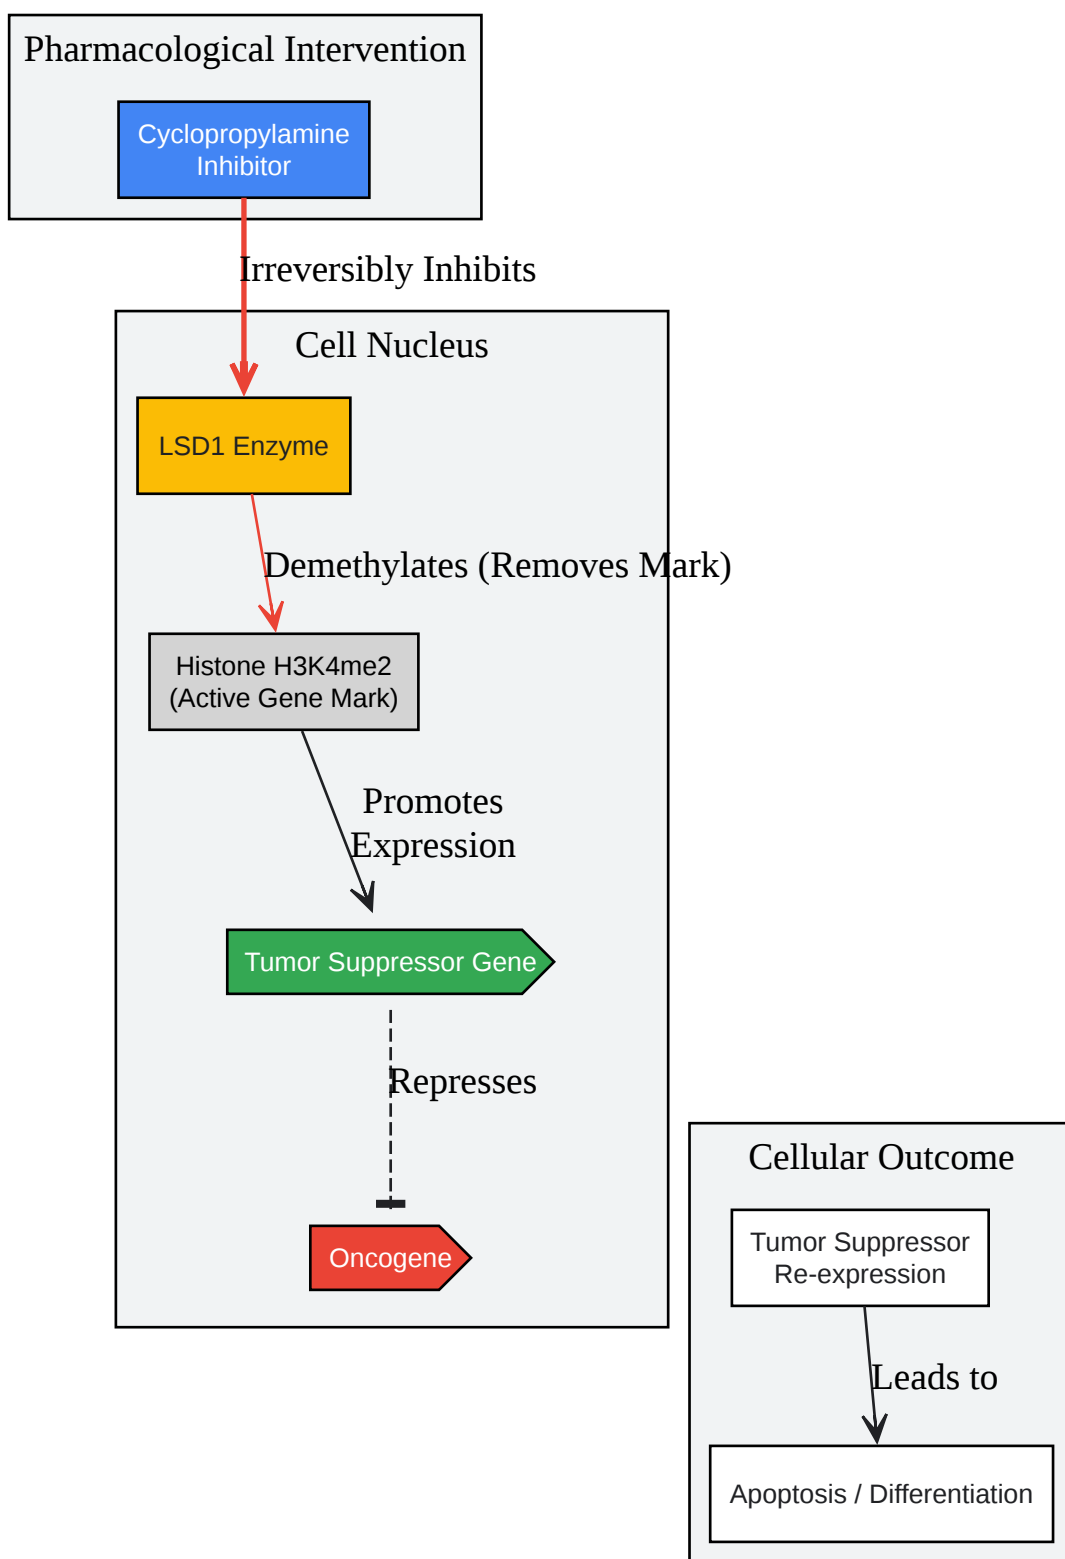 Pharmacological Intervention
Cyclopropylamine
Inhibitor
Irreversibly Inhibits
Cell Nucleus
LSD1 Enzyme
Demethylates (Removes Mark)
Histone H3K4me2
(Active Gene Mark)
Promotes
Expression
Tumor Suppressor Gene
Represses
Oncogene
Cellular Outcome
Tumor Suppressor
Re-expression
Leads to
Apoptosis / Differentiation